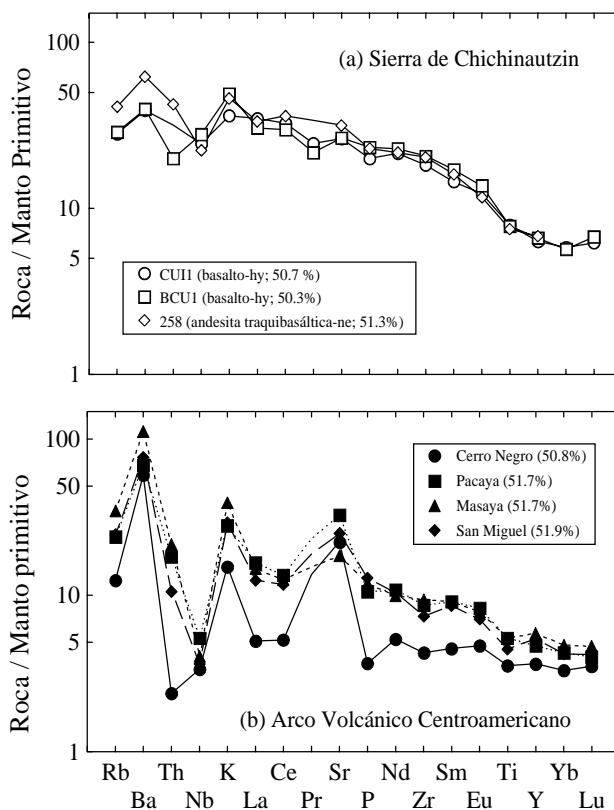 100
(a) Sierra de Chichinautzin
50
10
5
1
Roca / Manto Primitivo
CUI1 (basalto-hy; 50.7 %)
BCU1 (basalto-hy; 50.3%)
258 (andesita traquibasáltica-ne; 51.3%)
100
50
10
5
1
Roca / Manto primitivo
Cerro Negro (50.8%)
Pacaya (51.7%)
Masaya (51.7%)
San Miguel (51.9%)
(b) Arco Volcánico Centroamericano
Rb Th K Ce Sr Nd Sm Ti Yb
Ba Nb La Pr P Zr Eu Y Lu